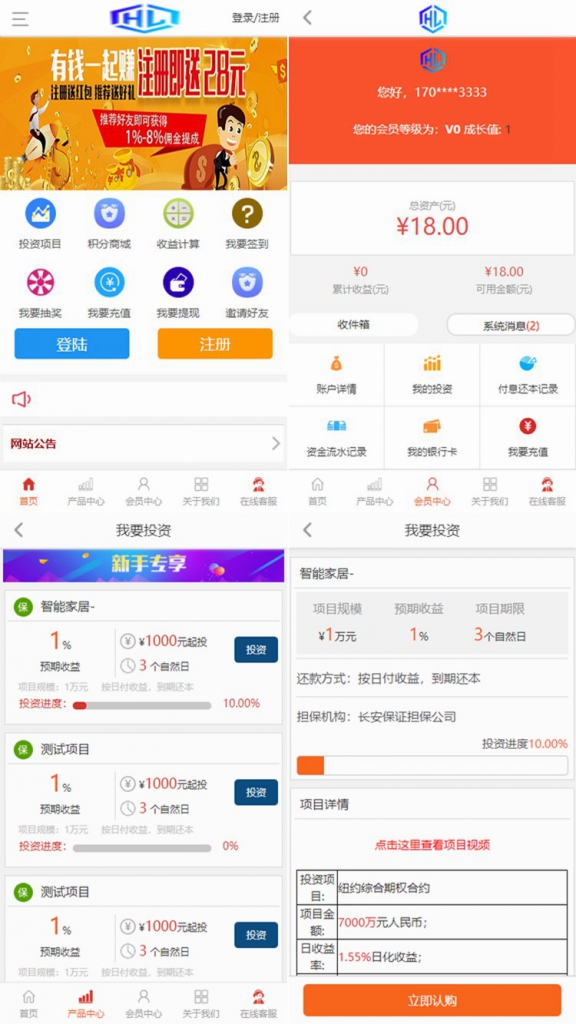 HL
登录/注册
有钱一起赚 注册即送28元
注册送红包 推荐送好礼
推荐好友即可获得
1%-8%佣金提成
投资项目
积分商城
收益计算
我要签到
我要抽奖
我要充值
我要提现
邀请好友
登陆
注册
网站公告
首页
产品中心
会员中心
关于我们
在线客服
您好，170****3333
您的会员等级为：V0 成长值: 1
总资产(元)
¥18.00
¥0
¥18.00
累计收益(元)
可用金额(元)
收件箱
系统消息(2)
账户详情
我的投资
付息还本记录
资金流水记录
我的银行卡
我要充值
首页
产品中心
会员中心
关于我们
在线客服
我要投资
新手专享
保 智能家居-
1%
¥1000元起投
投资
预期收益
3 个自然日
项目规模：1万元 按日付收益，到期还本
投资进度： 10.00%
保 测试项目
1%
¥1000元起投
投资
预期收益
3 个自然日
项目规模：1万元 按日付收益，到期还本
投资进度： 0%
保 测试项目
1%
¥1000元起投
投资
预期收益
3 个自然日
项目规模：1万元 按日付收益，到期还本
首页
产品中心
会员中心
关于我们
在线客服
我要投资
智能家居-
项目规模
预期收益
项目期限
¥1万元
1%
3个自然日
还款方式：按日付收益，到期还本
担保机构：长安保证担保公司
投资进度10.00%
项目详情
点击这里查看项目视频
投资项目:
纽约综合期权合约
项目金额:
7000万元人民币；
日收益率:
1.55%日化收益；
立即认购